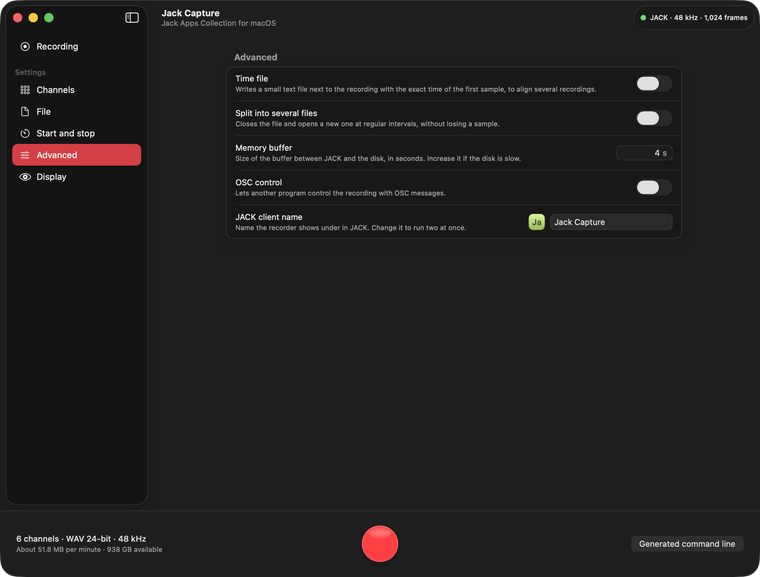 Jack Capture
Jack Apps Collection for macOS
JACK · 48 kHz · 1,024 frames
Recording
Settings
Channels
File
Start and stop
Advanced
Display
Advanced
Time file
Writes a small text file next to the recording with the exact time of the first sample, to align several recordings.
Split into several files
Closes the file and opens a new one at regular intervals, without losing a sample.
Memory buffer
Size of the buffer between JACK and the disk, in seconds. Increase it if the disk is slow.
4 s
OSC control
Lets another program control the recording with OSC messages.
JACK client name
Name the recorder shows under in JACK. Change it to run two at once.
Ja
Jack Capture
6 channels · WAV 24-bit · 48 kHz
About 51.8 MB per minute · 938 GB available
Generated command line